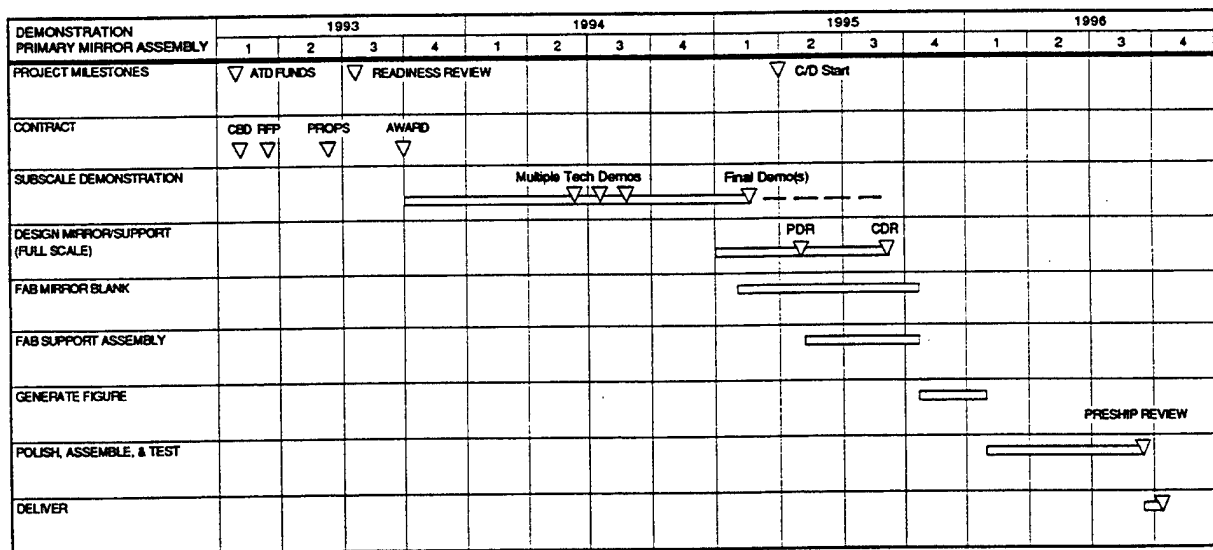 DEMONSTRATION
PRIMARY MIRROR ASSEMBLY
1993 1994 1995 1996
1 2 3 4 1 2 3 4 1 2 3 4 1 2 3 4
PROJECT MILESTONES
ATD FUNDS READINESS REVIEW C/D Start
CONTRACT
CBD RFP PROPS AWARD
SUBSCALE DEMONSTRATION
Multiple Tech Demos Final Demo(s)
DESIGN MIRROR/SUPPORT
(FULL SCALE)
PDR CDR
FAB MIRROR BLANK
FAB SUPPORT ASSEMBLY
GENERATE FIGURE
PRESHIP REVIEW
POLISH, ASSEMBLE, & TEST
DELIVER